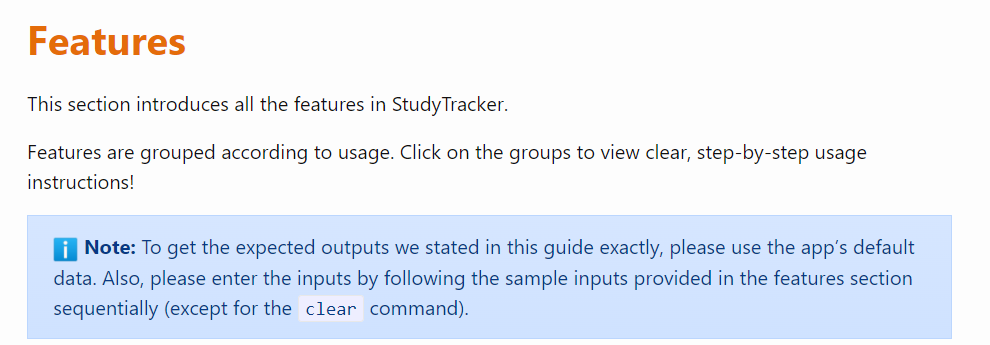 Features
This section introduces all the features in StudyTracker.
Features are grouped according to usage. Click on the groups to view clear, step-by-step usage
instructions!
Note: To get the expected outputs we stated in this guide exactly, please use the app’s default
data. Also, please enter the inputs by following the sample inputs provided in the features section
sequentially (except for the clear command).